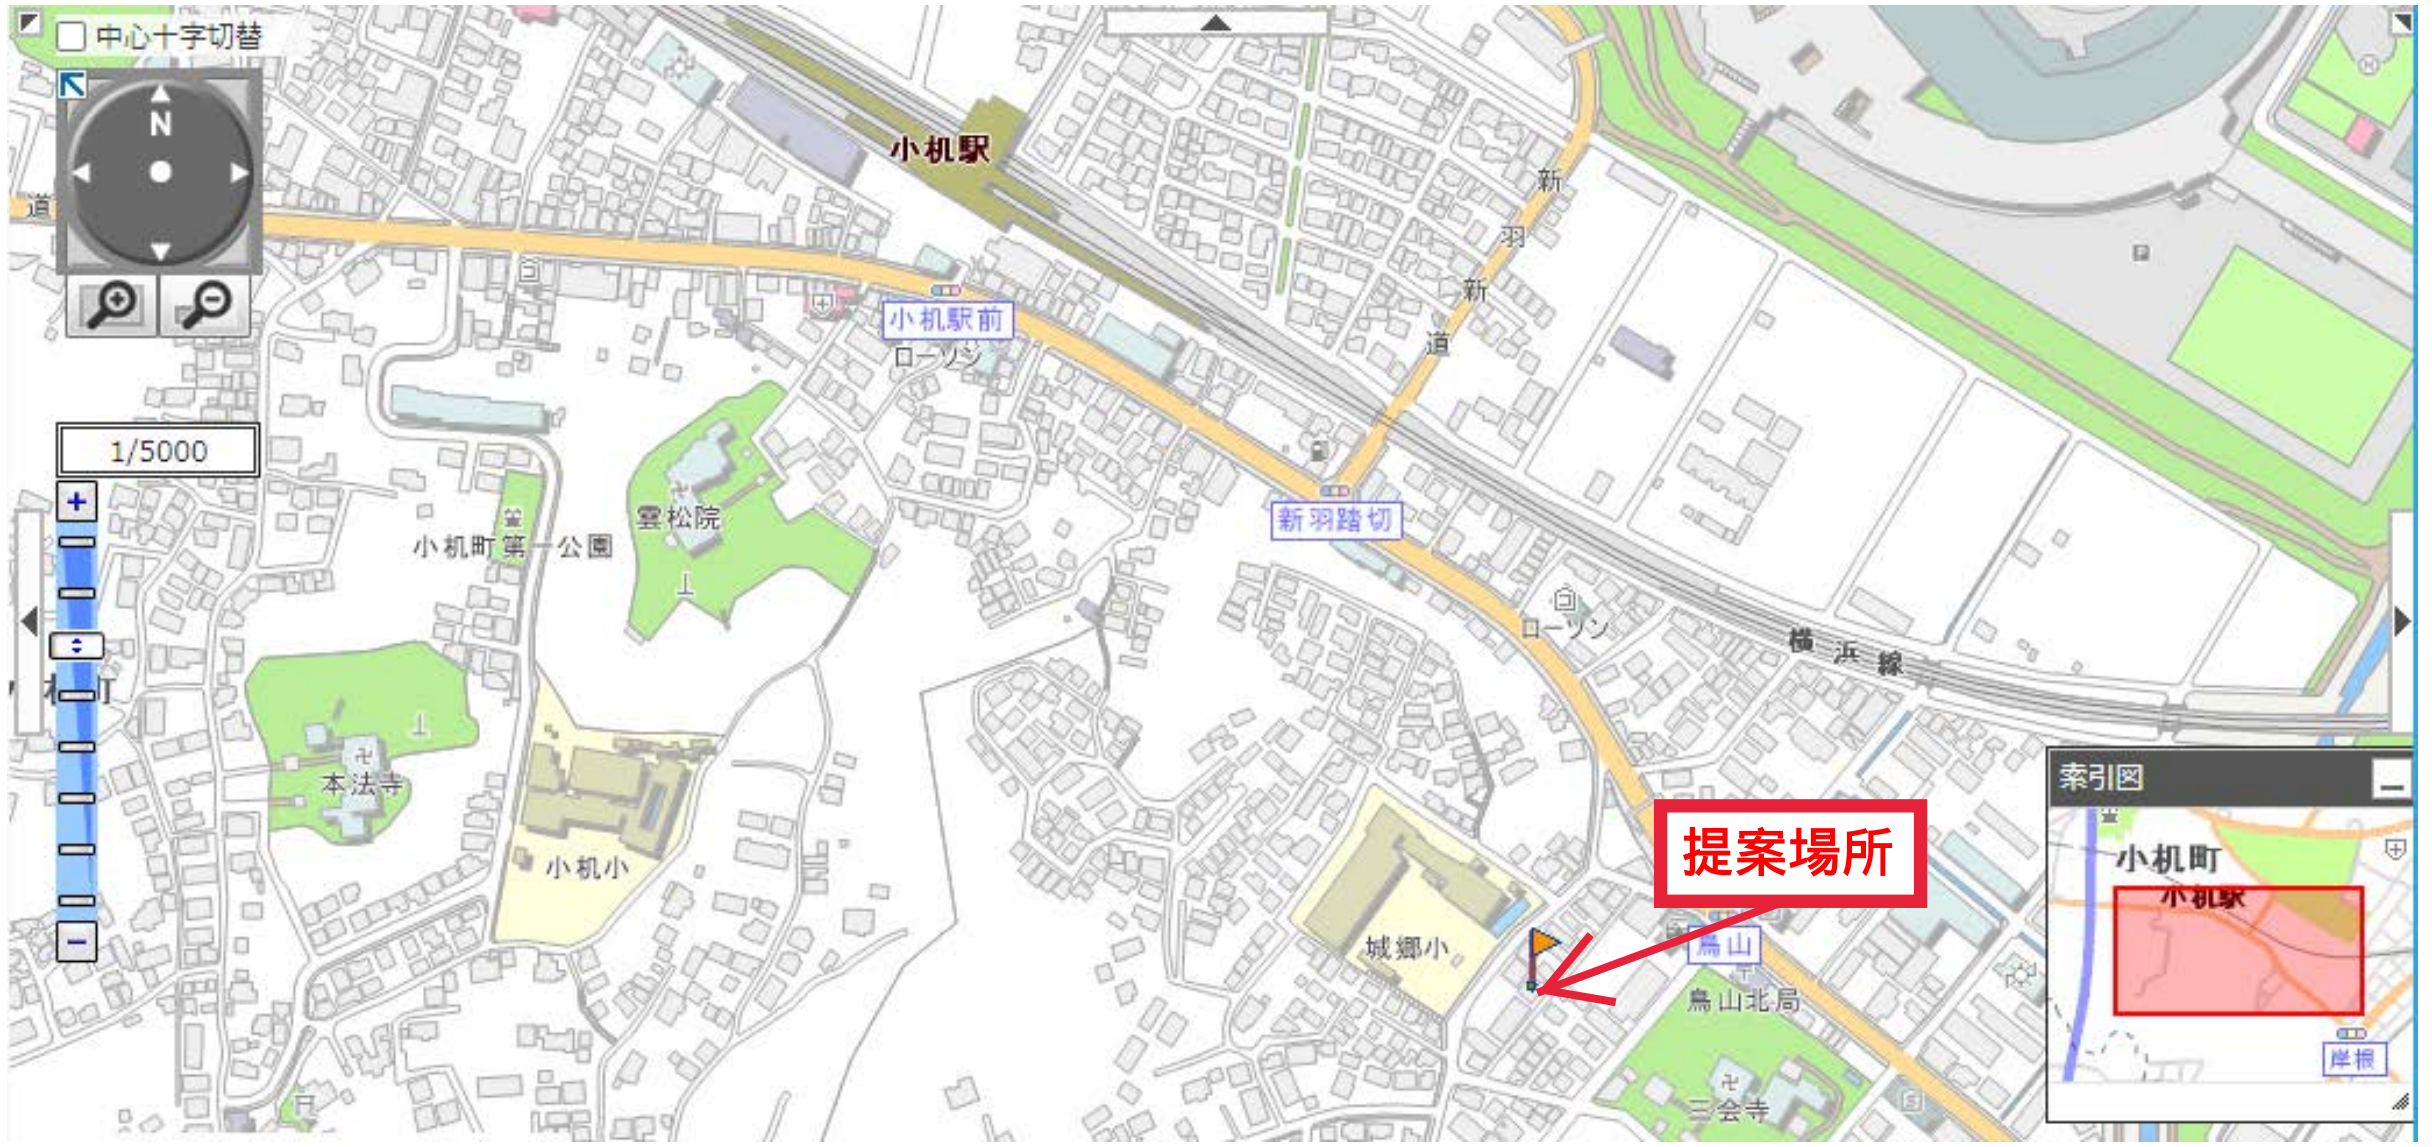 中心十字切替
N
道
小机駅
新
羽
新
道
小机駅前
ローソン
1/5000
+
雲松院
小机町第一公園
新羽踏切
ローソン
横浜線
本法寺
小机小
提案場所
城郷小
鳥山
鳥山北局
三会寺
−
索引図
小机町
小机駅
岸根